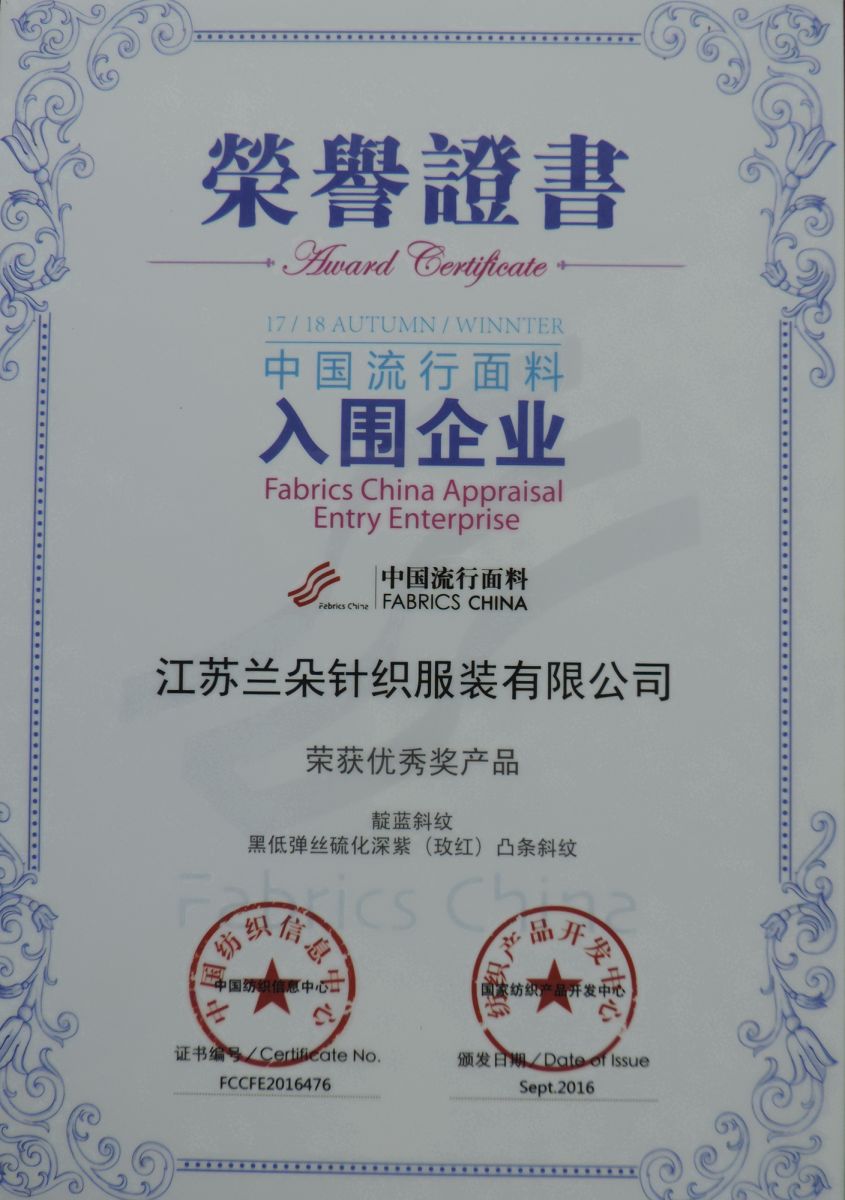 榮譽證書
Award Certificate
17 / 18 AUTUMN / WINNTER
中国流行面料
入围企业
Fabrics China Appraisal
Entry Enterprise
Fabrics China
中国流行面料
FABRICS CHINA
江苏兰朵针织服装有限公司
荣获优秀奖产品
靛蓝斜纹
黑低弹丝硫化深紫（玫红）凸条斜纹
Fabrics China
中国纺织信息中心
中国纺织信息中心
纺织产品开发中心
国家纺织产品开发中心
证书编号／Certificate No.
FCCFE2016476
颁发日期／Date of Issue
Sept.2016